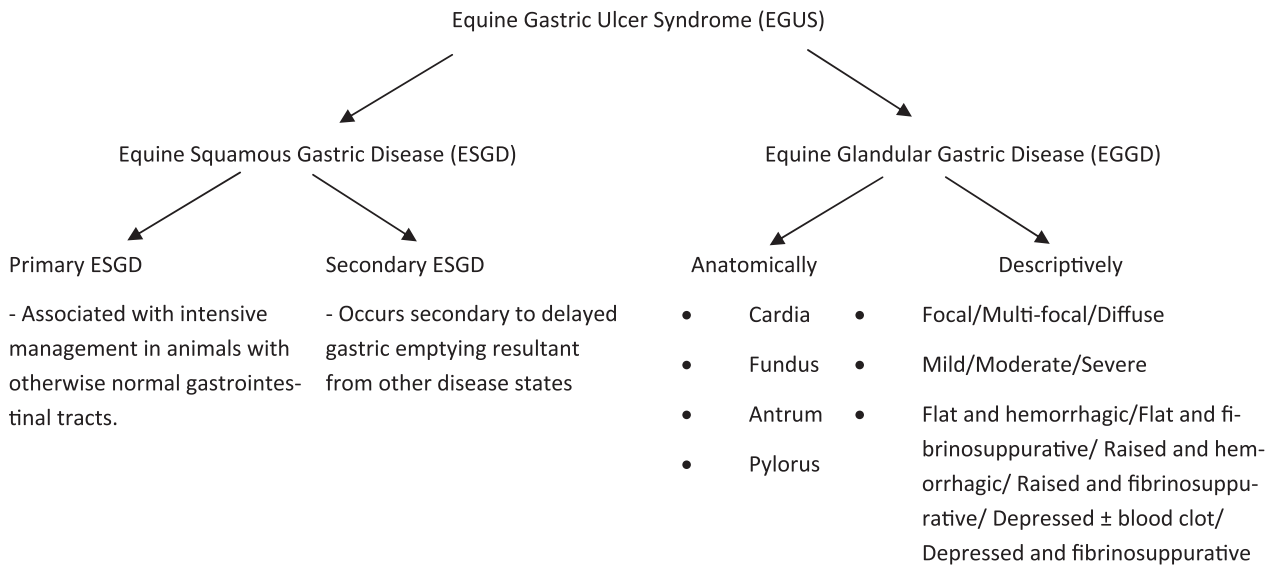 Equine Gastric Ulcer Syndrome (EGUS)
Equine Squamous Gastric Disease (ESGD)
Equine Glandular Gastric Disease (EGGD)
Primary ESGD
- Associated with intensive
management in animals with
otherwise normal gastrointes-
tinal tracts.
Secondary ESGD
- Occurs secondary to delayed
gastric emptying resultant
from other disease states
Anatomically
• Cardia
• Fundus
• Antrum
• Pylorus
Descriptively
• Focal/Multi-focal/Diffuse
• Mild/Moderate/Severe
• Flat and hemorrhagic/Flat and fi-
brinosuppurative/ Raised and hem-
orrhagic/ Raised and fibrinosuppu-
rative/ Depressed ± blood clot/
Depressed and fibrinosuppurative